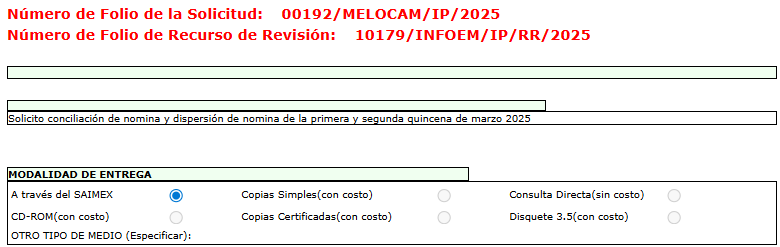 Número de Folio de la Solicitud: 00192/MELOCAM/IP/2025
Número de Folio de Recurso de Revisión: 10179/INFOEM/IP/RR/2025
Solicito conciliación de nomina y dispersión de nomina de la primera y segunda quincena de marzo 2025
MODALIDAD DE ENTREGA
A través del SAIMEX Copias Simples(con costo) Consulta Directa(sin costo)
CD-ROM(con costo) Copias Certificadas(con costo) Disquete 3.5(con costo)
OTRO TIPO DE MEDIO (Especificar):